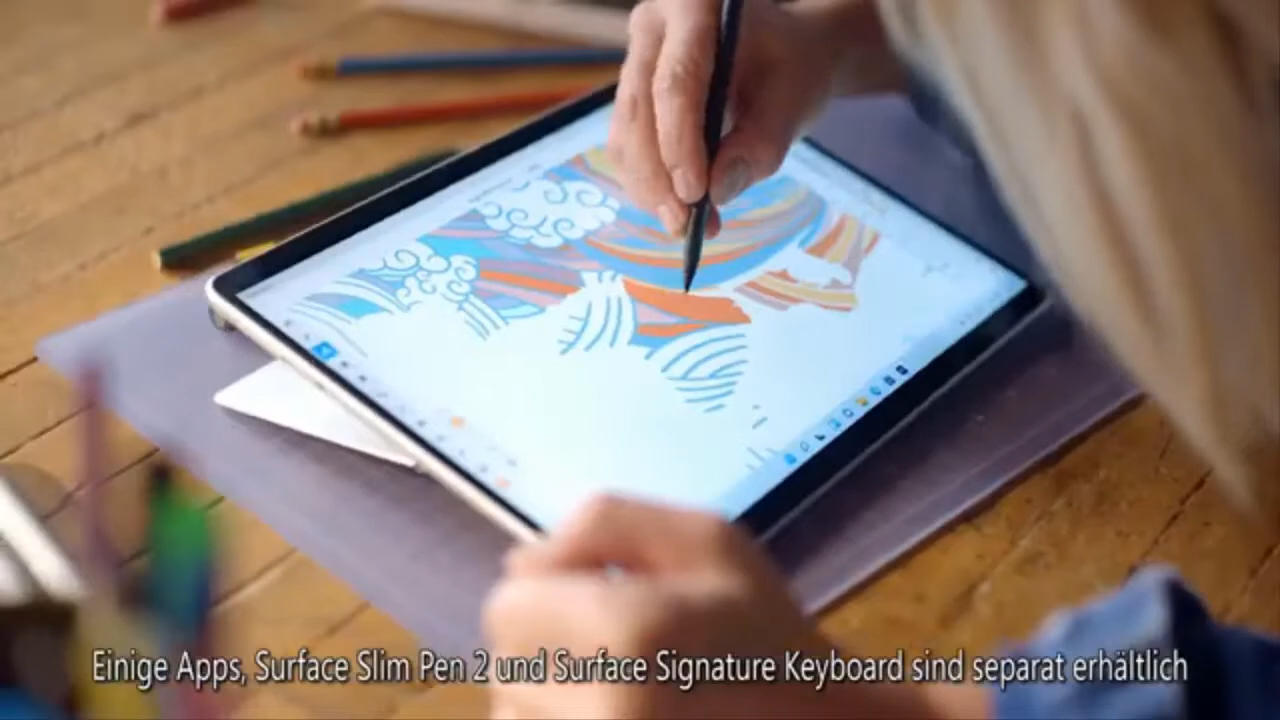 Einige Apps, Surface Slim Pen 2 und Surface Signature Keyboard sind separat erhältlich